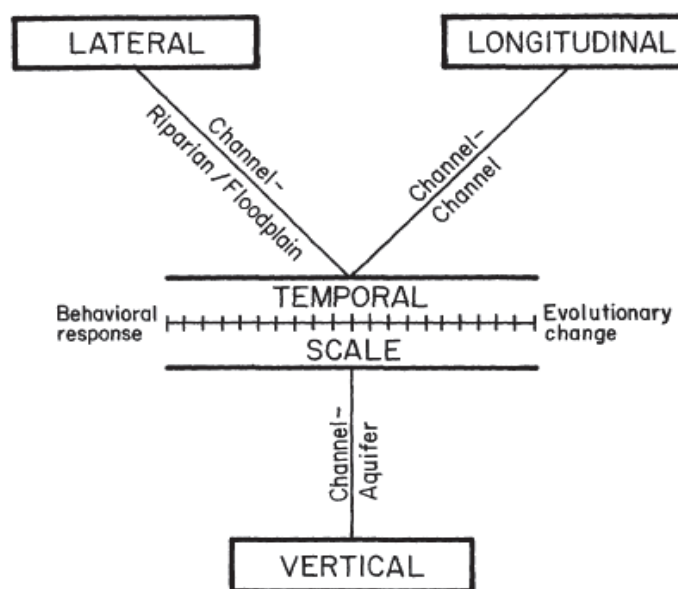 LATERAL
LONGITUDINAL
Channel-
Riparian/Floodplain
Channel-
Channel
TEMPORAL
Behavioral
response
Evolutionary
change
SCALE
Channel-
Aquifer
VERTICAL